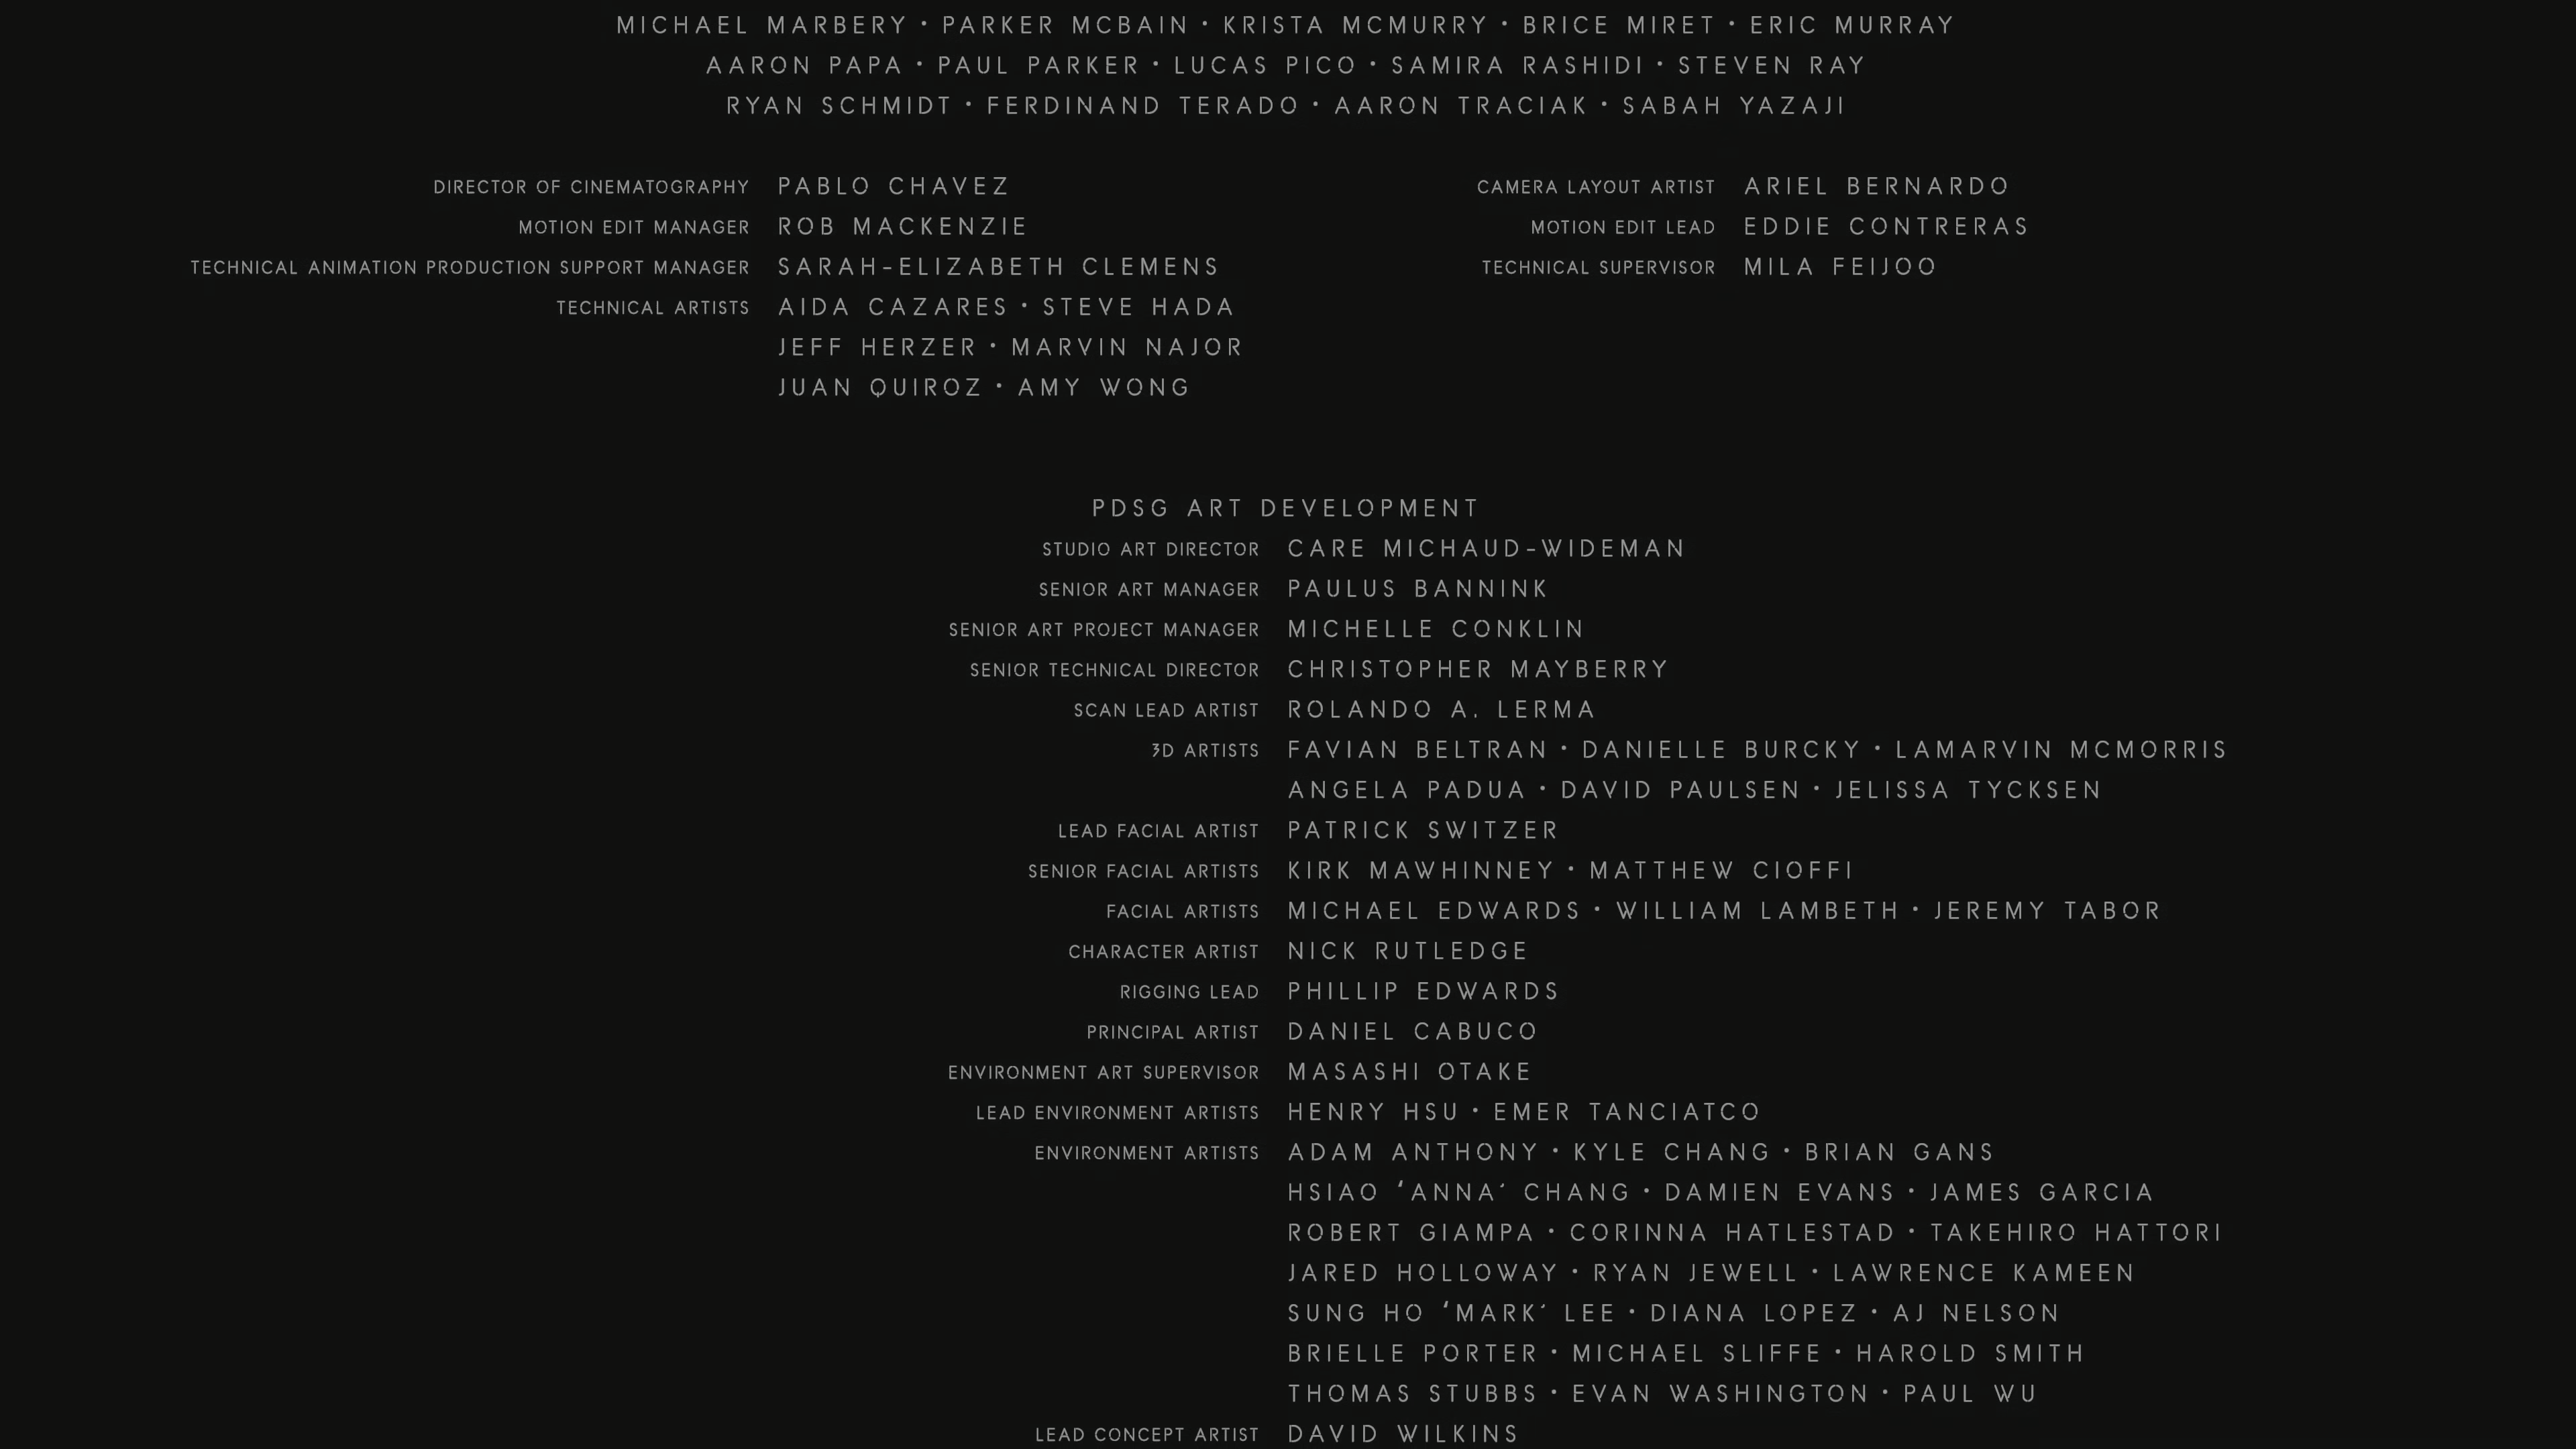 MICHAEL MARBERY • PARKER MCBAIN • KRISTA MCMURRY • BRICE MIRET • ERIC MURRAY
AARON PAPA • PAUL PARKER • LUCAS PICO • SAMIRA RASHIDI • STEVEN RAY
RYAN SCHMIDT • FERDINAND TERADO • AARON TRACIAK • SABAH YAZAJI
DIRECTOR OF CINEMATOGRAPHY PABLO CHAVEZ
MOTION EDIT MANAGER ROB MACKENZIE
TECHNICAL ANIMATION PRODUCTION SUPPORT MANAGER SARAH-ELIZABETH CLEMENS
TECHNICAL ARTISTS AIDA CAZARES • STEVE HADA
JEFF HERZER • MARVIN NAJOR
JUAN QUIROZ • AMY WONG
CAMERA LAYOUT ARTIST ARIEL BERNARDO
MOTION EDIT LEAD EDDIE CONTRERAS
TECHNICAL SUPERVISOR MILA FEIJOO
PDSG ART DEVELOPMENT
STUDIO ART DIRECTOR CARE MICHAUD-WIDEMAN
SENIOR ART MANAGER PAULUS BANNINK
SENIOR ART PROJECT MANAGER MICHELLE CONKLIN
SENIOR TECHNICAL DIRECTOR CHRISTOPHER MAYBERRY
SCAN LEAD ARTIST ROLANDO A. LERMA
3D ARTISTS FAVIAN BELTRAN • DANIELLE BURCKY • LAMARVIN MCMORRIS
ANGELA PADUA • DAVID PAULSEN • JELISSA TYCKSEN
LEAD FACIAL ARTIST PATRICK SWITZER
SENIOR FACIAL ARTISTS KIRK MAWHINNEY • MATTHEW CIOFFI
FACIAL ARTISTS MICHAEL EDWARDS • WILLIAM LAMBETH • JEREMY TABOR
CHARACTER ARTIST NICK RUTLEDGE
RIGGING LEAD PHILLIP EDWARDS
PRINCIPAL ARTIST DANIEL CABUCO
ENVIRONMENT ART SUPERVISOR MASASHI OTAKE
LEAD ENVIRONMENT ARTISTS HENRY HSU • EMER TANCIATCO
ENVIRONMENT ARTISTS ADAM ANTHONY • KYLE CHANG • BRIAN GANS
HSIAO ‘ANNA’ CHANG • DAMIEN EVANS • JAMES GARCIA
ROBERT GIAMPA • CORINNA HATLESTAD • TAKEHIRO HATTORI
JARED HOLLOWAY • RYAN JEWELL • LAWRENCE KAMEEN
SUNG HO ‘MARK’ LEE • DIANA LOPEZ • AJ NELSON
BRIELLE PORTER • MICHAEL SLIFFE • HAROLD SMITH
THOMAS STUBBS • EVAN WASHINGTON • PAUL WU
LEAD CONCEPT ARTIST DAVID WILKINS